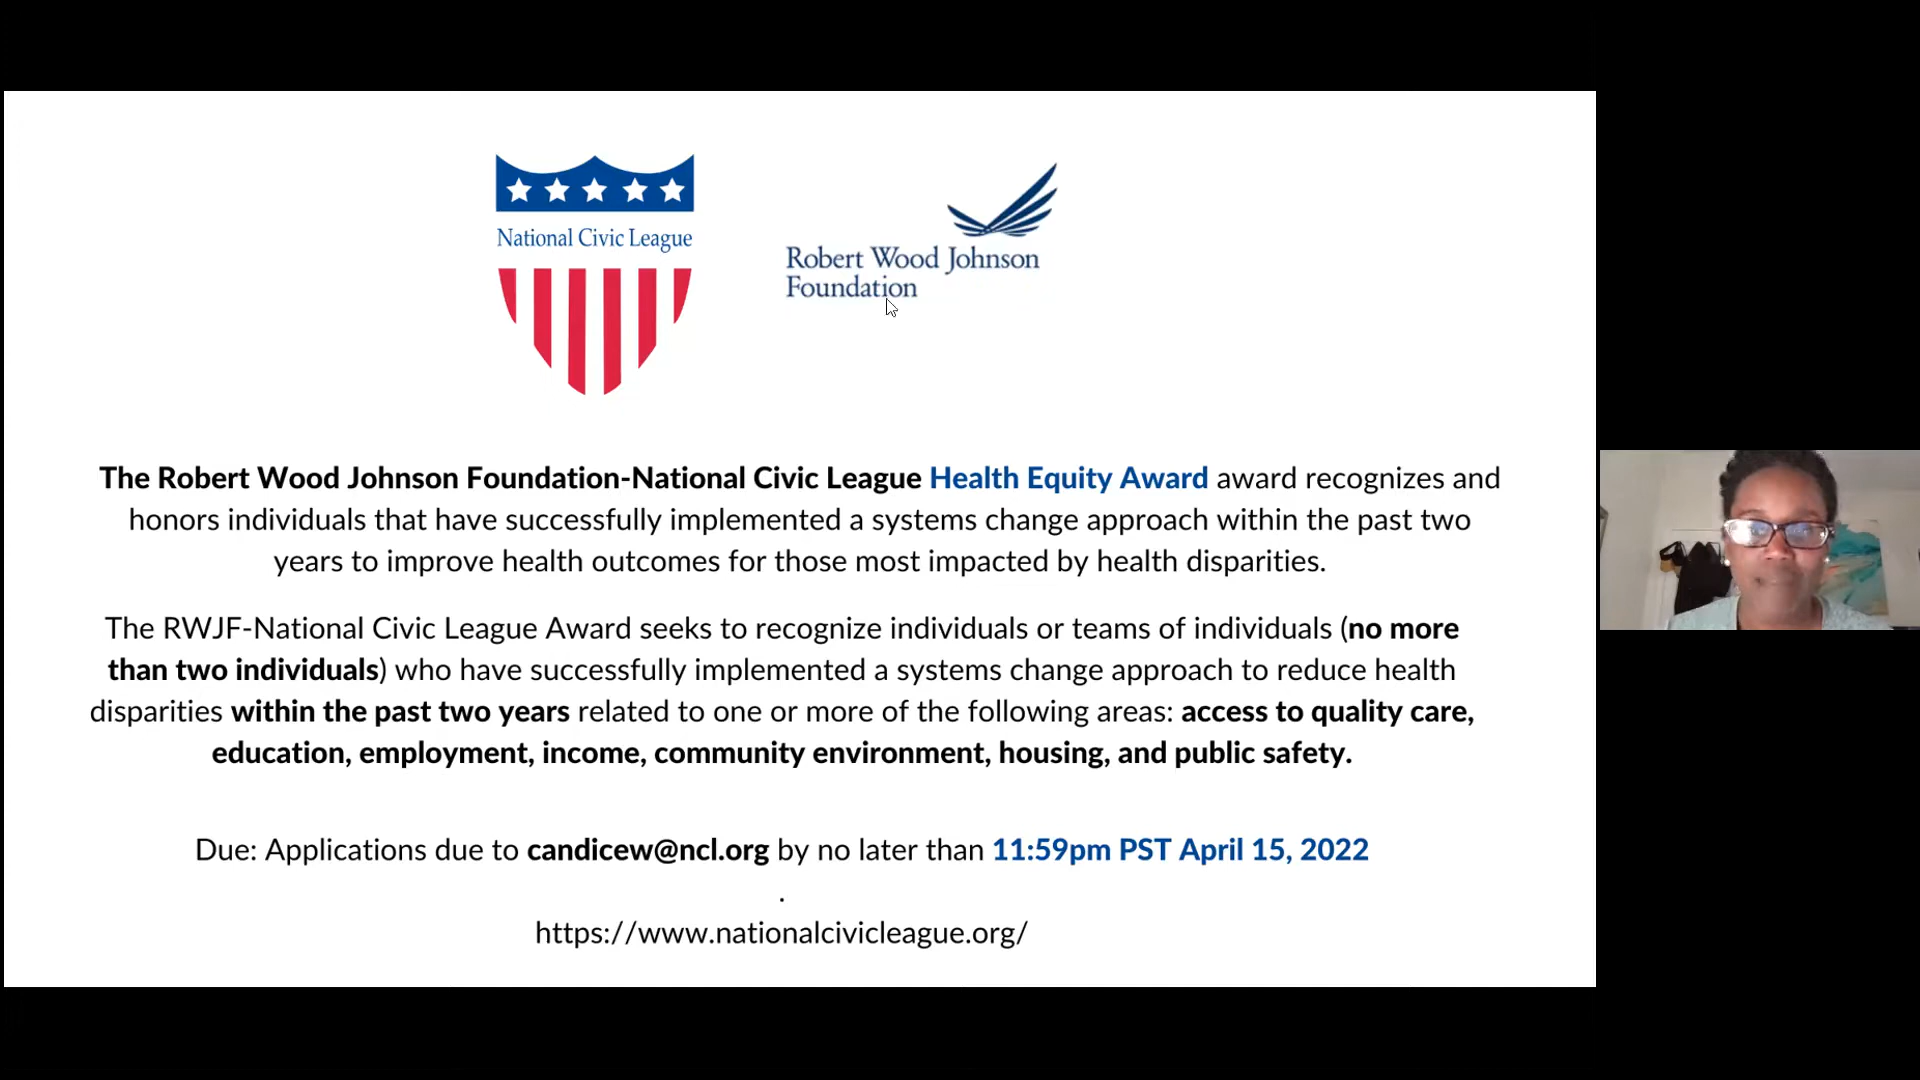 National Civic League
Robert Wood Johnson
Foundation
The Robert Wood Johnson Foundation-National Civic League Health Equity Award award recognizes and
honors individuals that have successfully implemented a systems change approach within the past two
years to improve health outcomes for those most impacted by health disparities.
The RWJF-National Civic League Award seeks to recognize individuals or teams of individuals (no more
than two individuals) who have successfully implemented a systems change approach to reduce health
disparities within the past two years related to one or more of the following areas: access to quality care,
education, employment, income, community environment, housing, and public safety.
Due: Applications due to candicew@ncl.org by no later than 11:59pm PST April 15, 2022
.
https://www.nationalcivicleague.org/